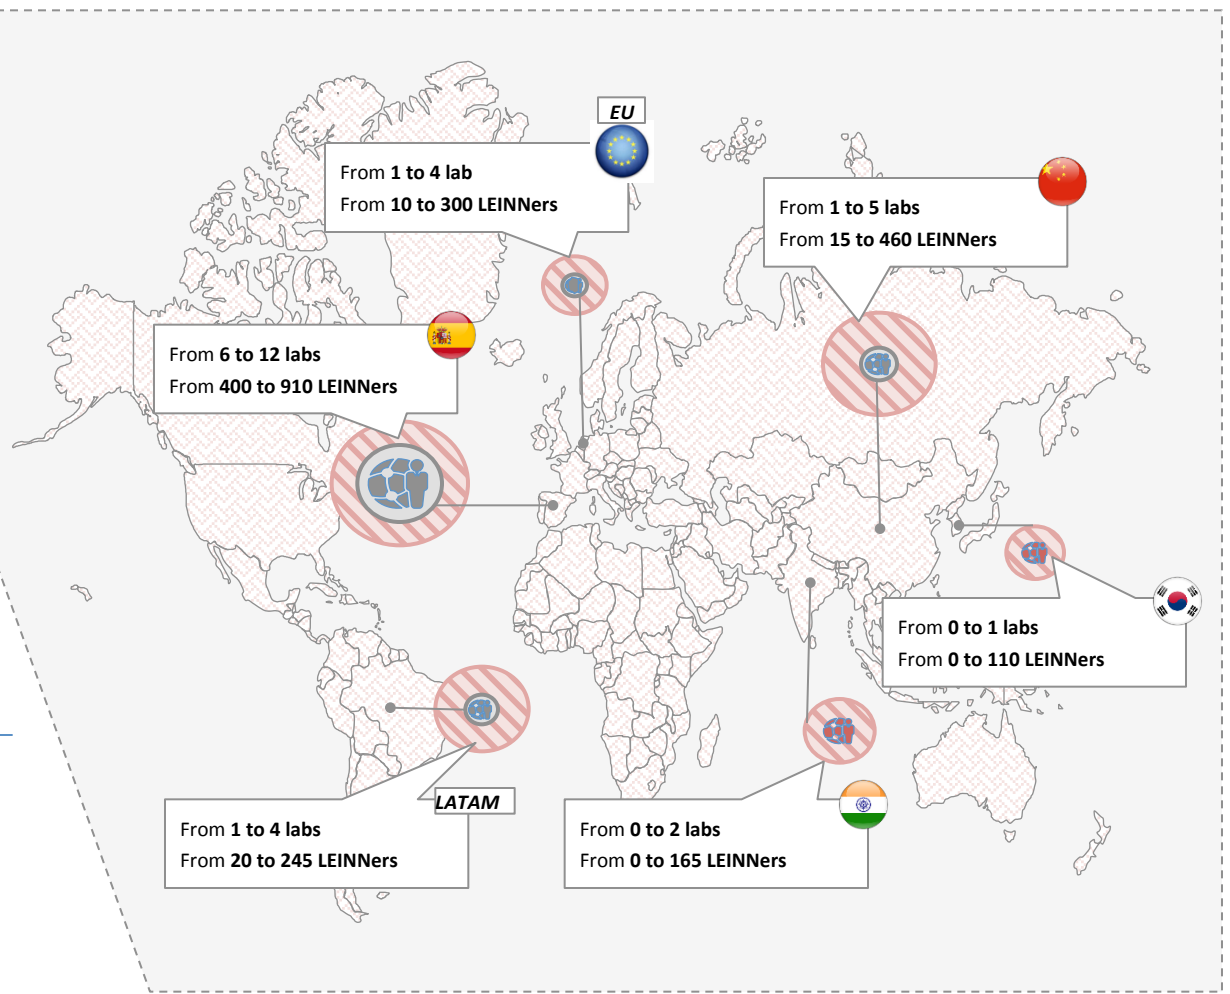 EU
From 1 to 4 lab
From 10 to 300 LEINNers
From 1 to 5 labs
From 15 to 460 LEINNers
From 6 to 12 labs
From 400 to 910 LEINNers
From 0 to 1 labs
From 0 to 110 LEINNers
LATAM
From 1 to 4 labs
From 20 to 245 LEINNers
From 0 to 2 labs
From 0 to 165 LEINNers